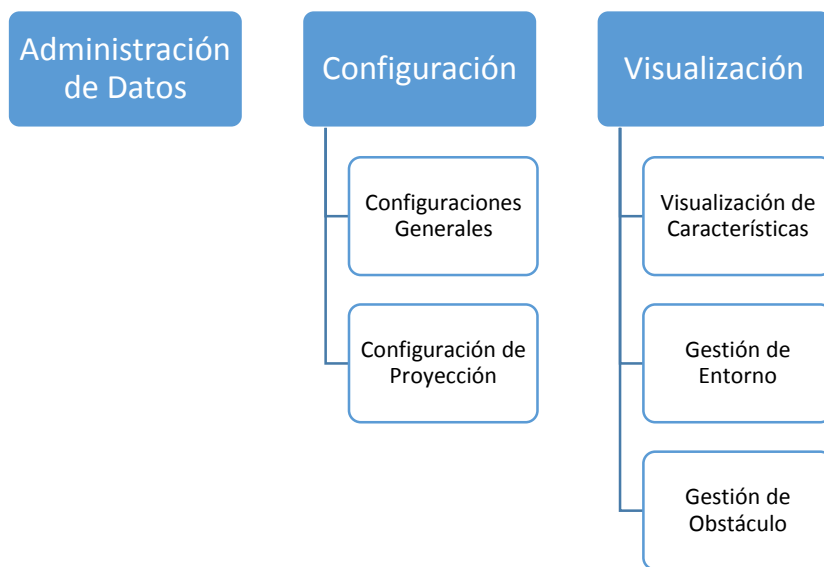 Administración
de Datos
Configuración
Configuraciones
Generales
Configuración de
Proyección
Visualización
Visualización de
Características
Gestión de
Entorno
Gestión de
Obstáculo